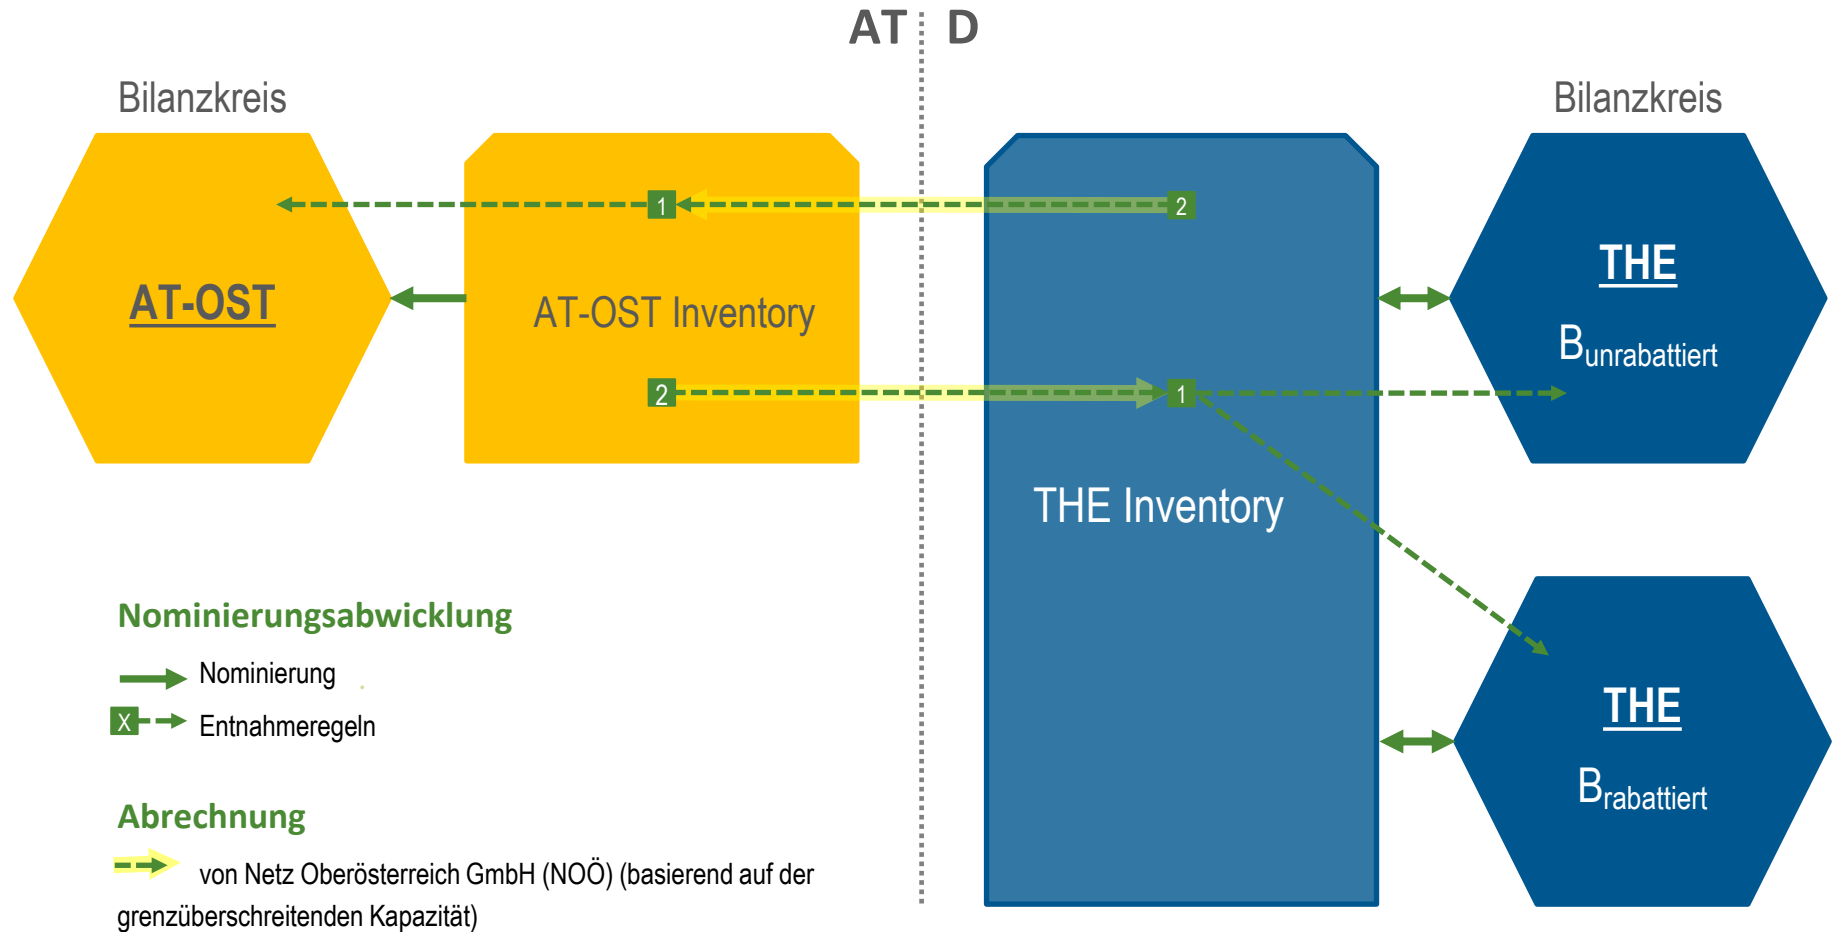 AT D
Bilanzkreis
Bilanzkreis
1
2
AT-OST
AT-OST Inventory
THE
Bunrabattiert
2
1
THE Inventory
Nominierungsabwicklung
Nominierung
X Entnahmeregeln
THE
Brabattiert
Abrechnung
von Netz Oberösterreich GmbH (NOÖ) (basierend auf der
grenzüberschreitenden Kapazität)